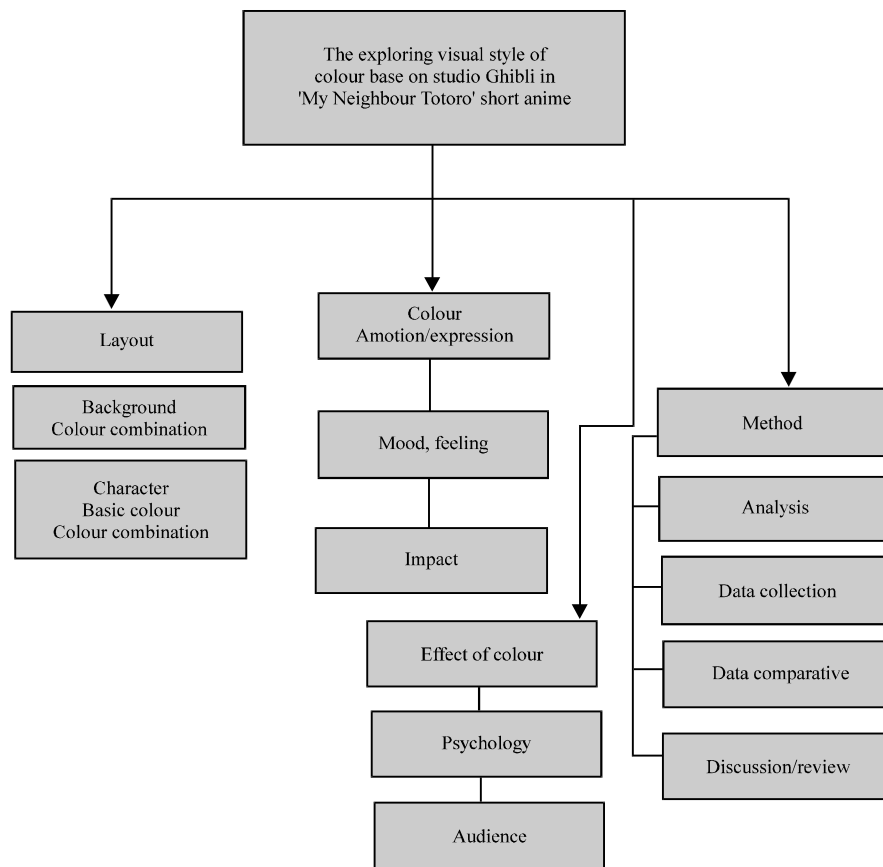 The exploring visual style of
colour base on studio Ghibli in
'My Neighbour Totoro' short anime
Layout
Background
Colour combination
Character
Basic colour
Colour combination
Colour
Amotion/expression
Mood, feeling
Impact
Effect of colour
Psychology
Audience
Method
Analysis
Data collection
Data comparative
Discussion/review